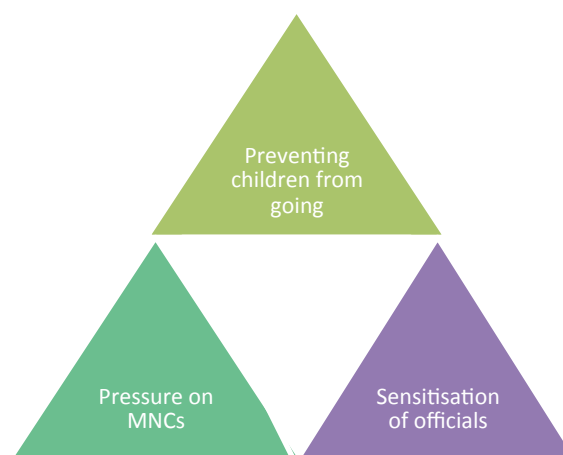 Preventing
children from
going
Pressure on
MNCs
Sensitisation
of officials